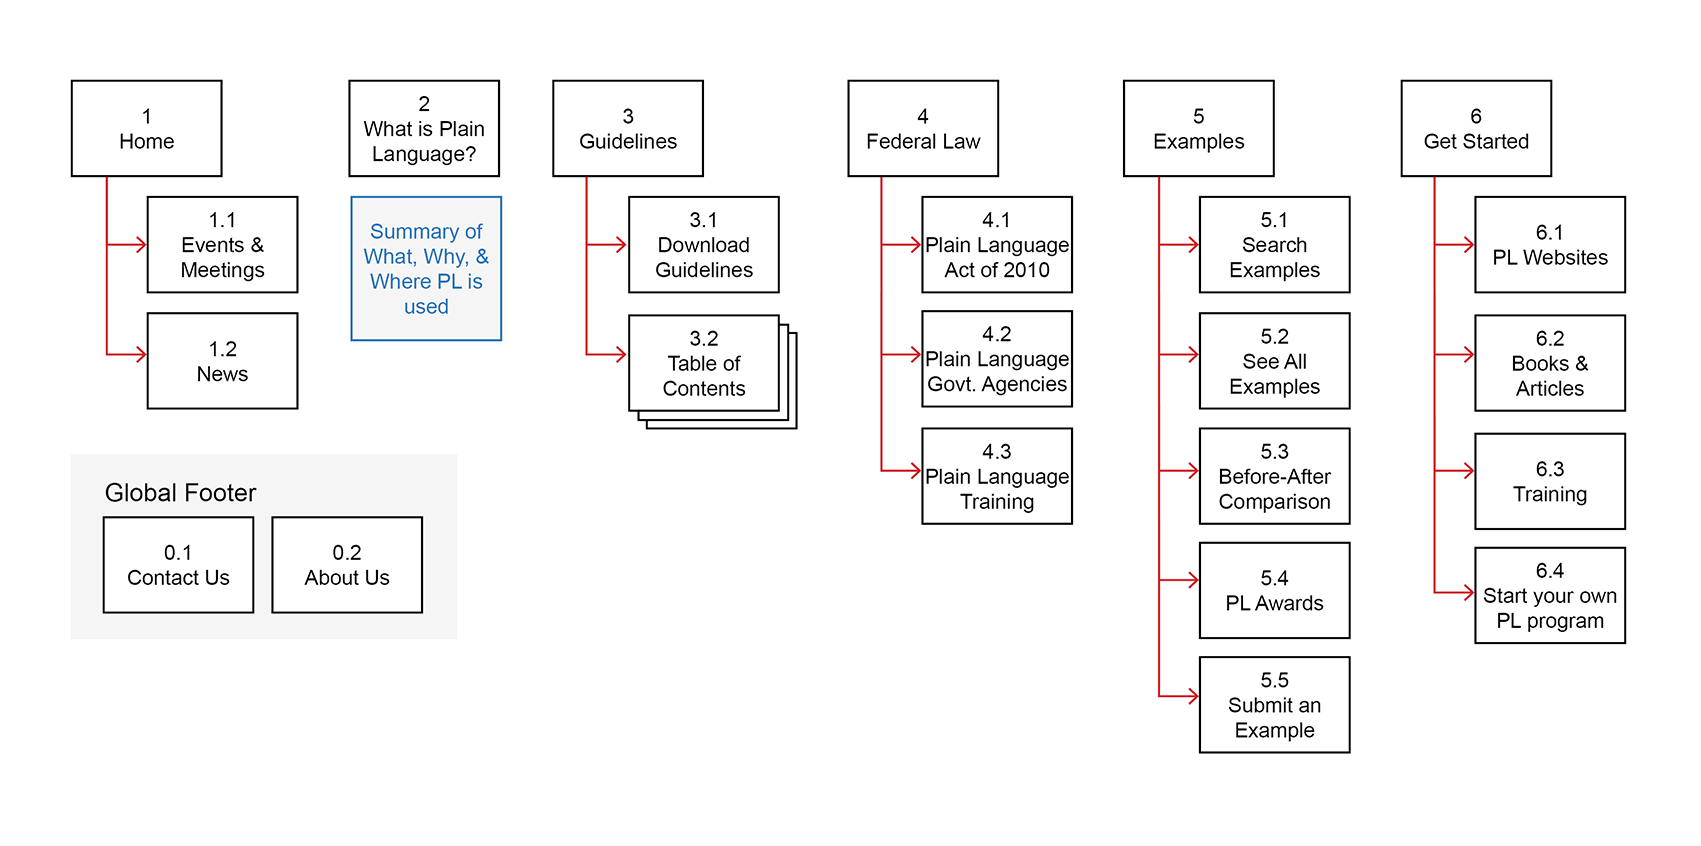 1
Home
1.1
Events &
Meetings
1.2
News
2
What is Plain
Language?
Summary of
What, Why, &
Where PL is
used
3
Guidelines
3.1
Download
Guidelines
3.2
Table of
Contents
4
Federal Law
4.1
Plain Language
Act of 2010
4.2
Plain Language
Govt. Agencies
4.3
Plain Language
Training
5
Examples
5.1
Search
Examples
5.2
See All
Examples
5.3
Before-After
Comparison
5.4
PL Awards
5.5
Submit an
Example
6
Get Started
6.1
PL Websites
6.2
Books &
Articles
6.3
Training
6.4
Start your own
PL program
Global Footer
0.1
Contact Us
0.2
About Us